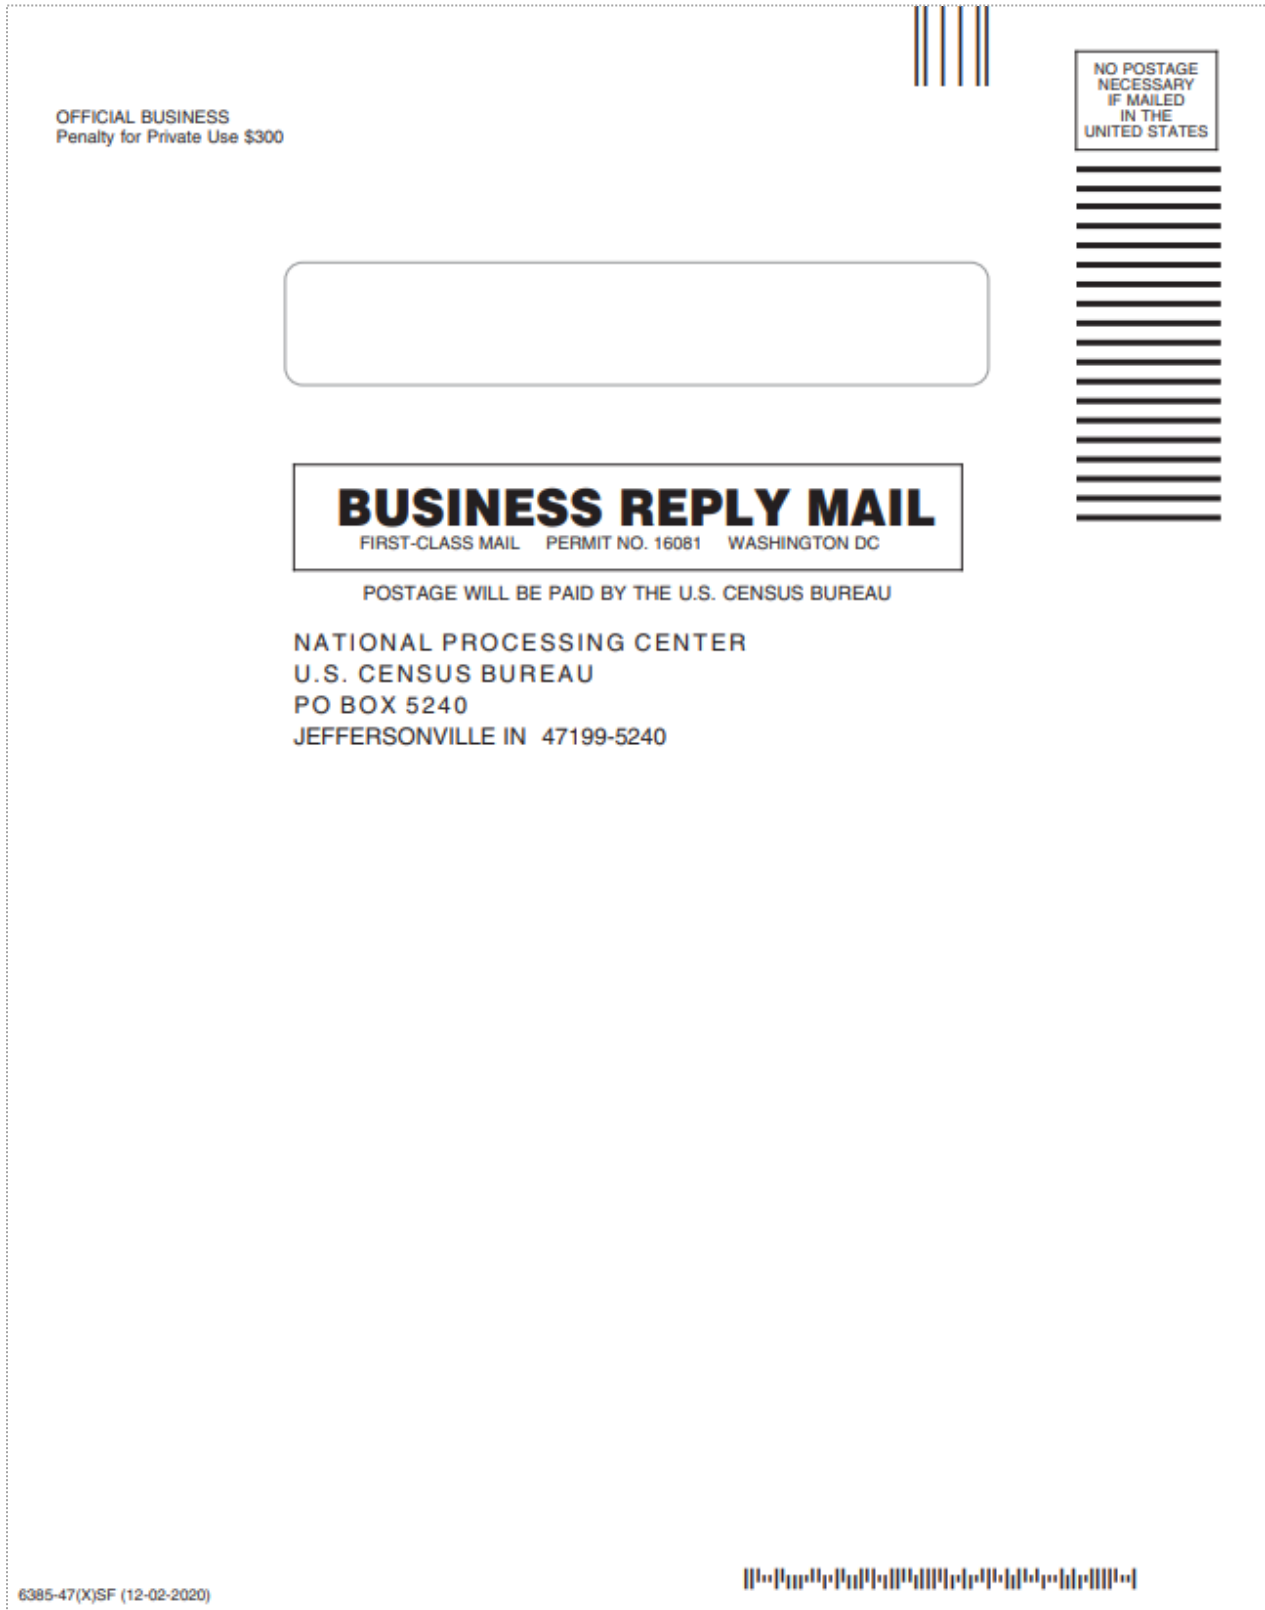 OFFICIAL BUSINESS
Penalty for Private Use $300
NO POSTAGE
NECESSARY
IF MAILED
IN THE
UNITED STATES
BUSINESS REPLY MAIL
FIRST-CLASS MAIL PERMIT NO. 16081 WASHINGTON DC
POSTAGE WILL BE PAID BY THE U.S. CENSUS BUREAU
NATIONAL PROCESSING CENTER
U.S. CENSUS BUREAU
PO BOX 5240
JEFFERSONVILLE IN 47199-5240
6385-47(X)SF (12-02-2020)